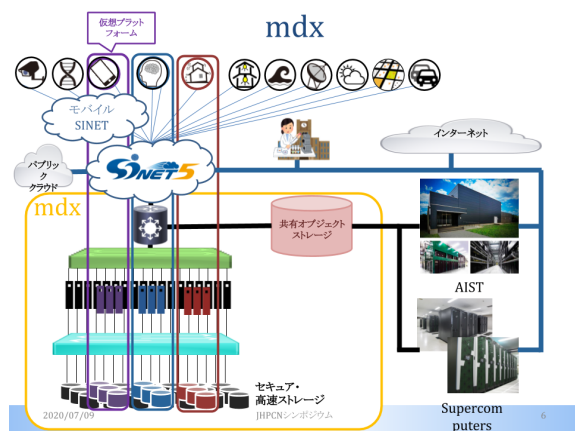 仮想プラット
フォーム
mdx
モバイル
SINET
インターネット
パブリッ
ク
クラウド
SINET5
mdx
共有オブジェクト
ストレージ
AIST
セキュア・
高速ストレージ
2020/07/09
JHPCNシンポジウム
Supercom
puters
6